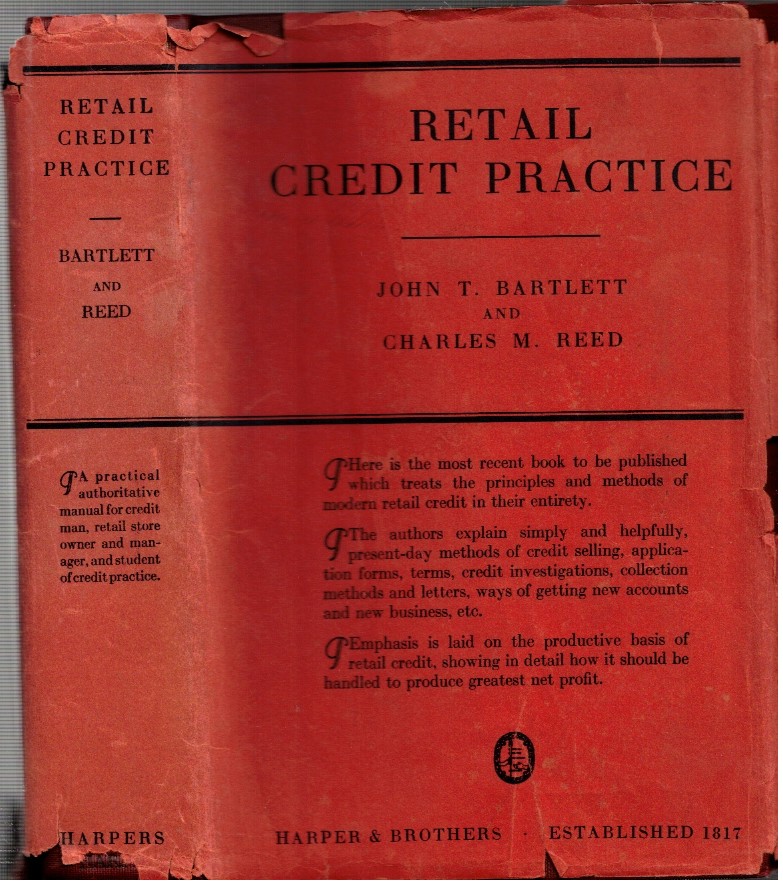 RETAIL
CREDIT
PRACTICE
BARTLETT
AND
REED
A practical
authoritative
manual for credit
man, retail store
owner and man-
ager, and student
of credit practice.
HARPERS
RETAIL
CREDIT PRACTICE
JOHN T. BARTLETT
AND
CHARLES M. REED
Here is the most recent book to be published
which treats the principles and methods of
modern retail credit in their entirety.
The authors explain simply and helpfully,
present-day methods of credit selling, applica-
tion forms, terms, credit investigations, collection
methods and letters, ways of getting new accounts
and new business, etc.
Emphasis is laid on the productive basis of
retail credit, showing in detail how it should be
handled to produce greatest net profit.
HARPER & BROTHERS · ESTABLISHED 1817